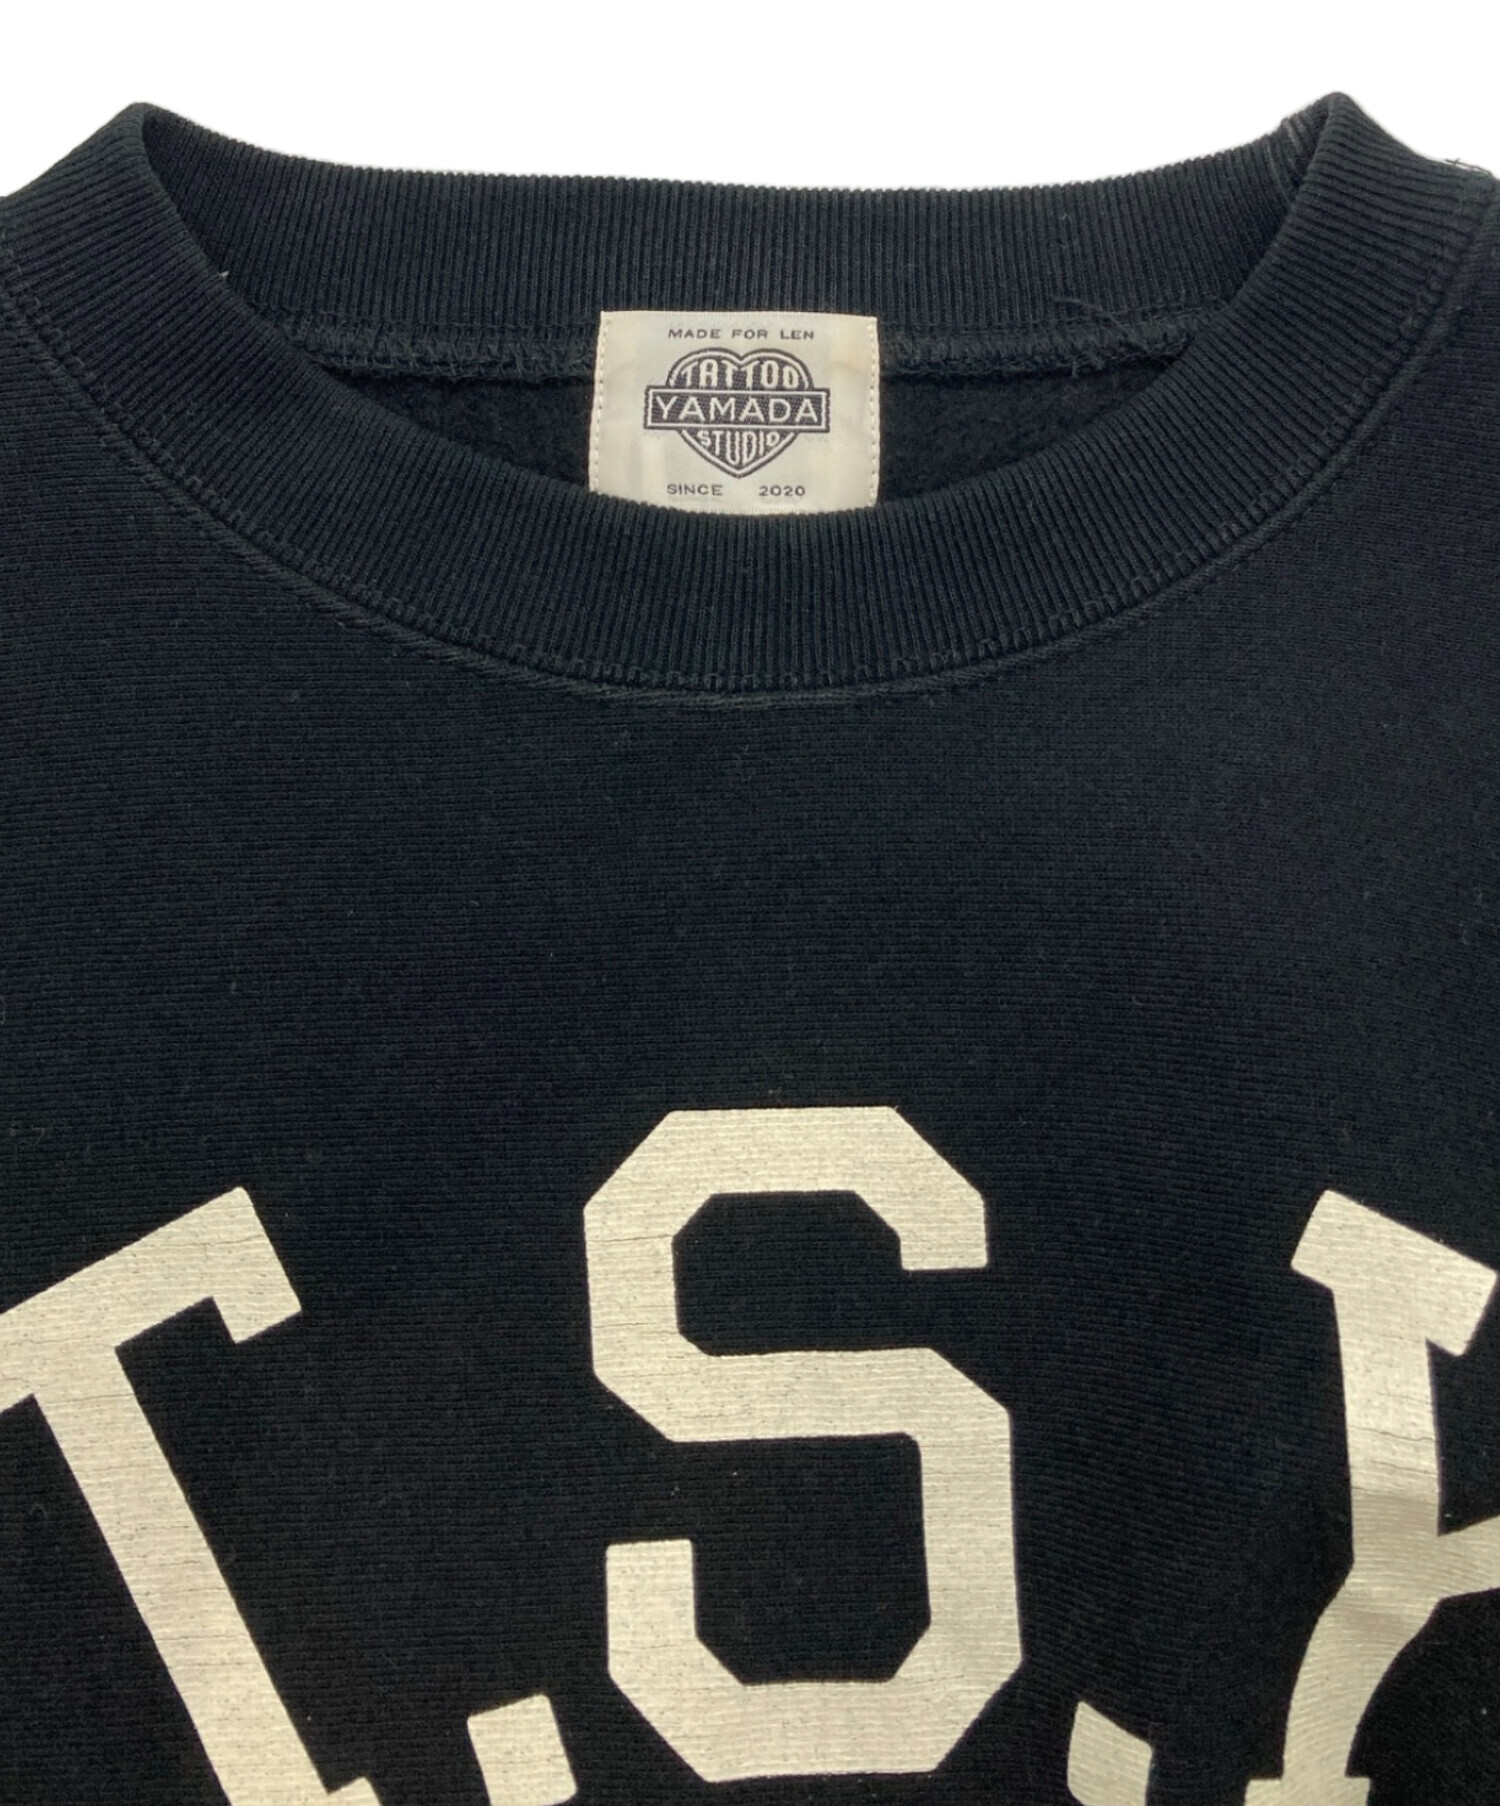 MADE FOR LEN
TATTOO
YAMADA
STUDIO
SINCE 2020
T.S.